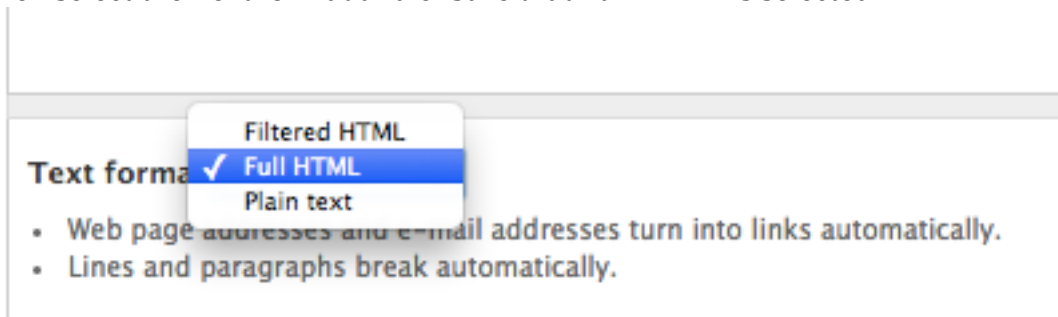 Filtered HTML
Text forma ✓ Full HTML
Plain text
• Web page addresses and e-mail addresses turn into links automatically.
• Lines and paragraphs break automatically.